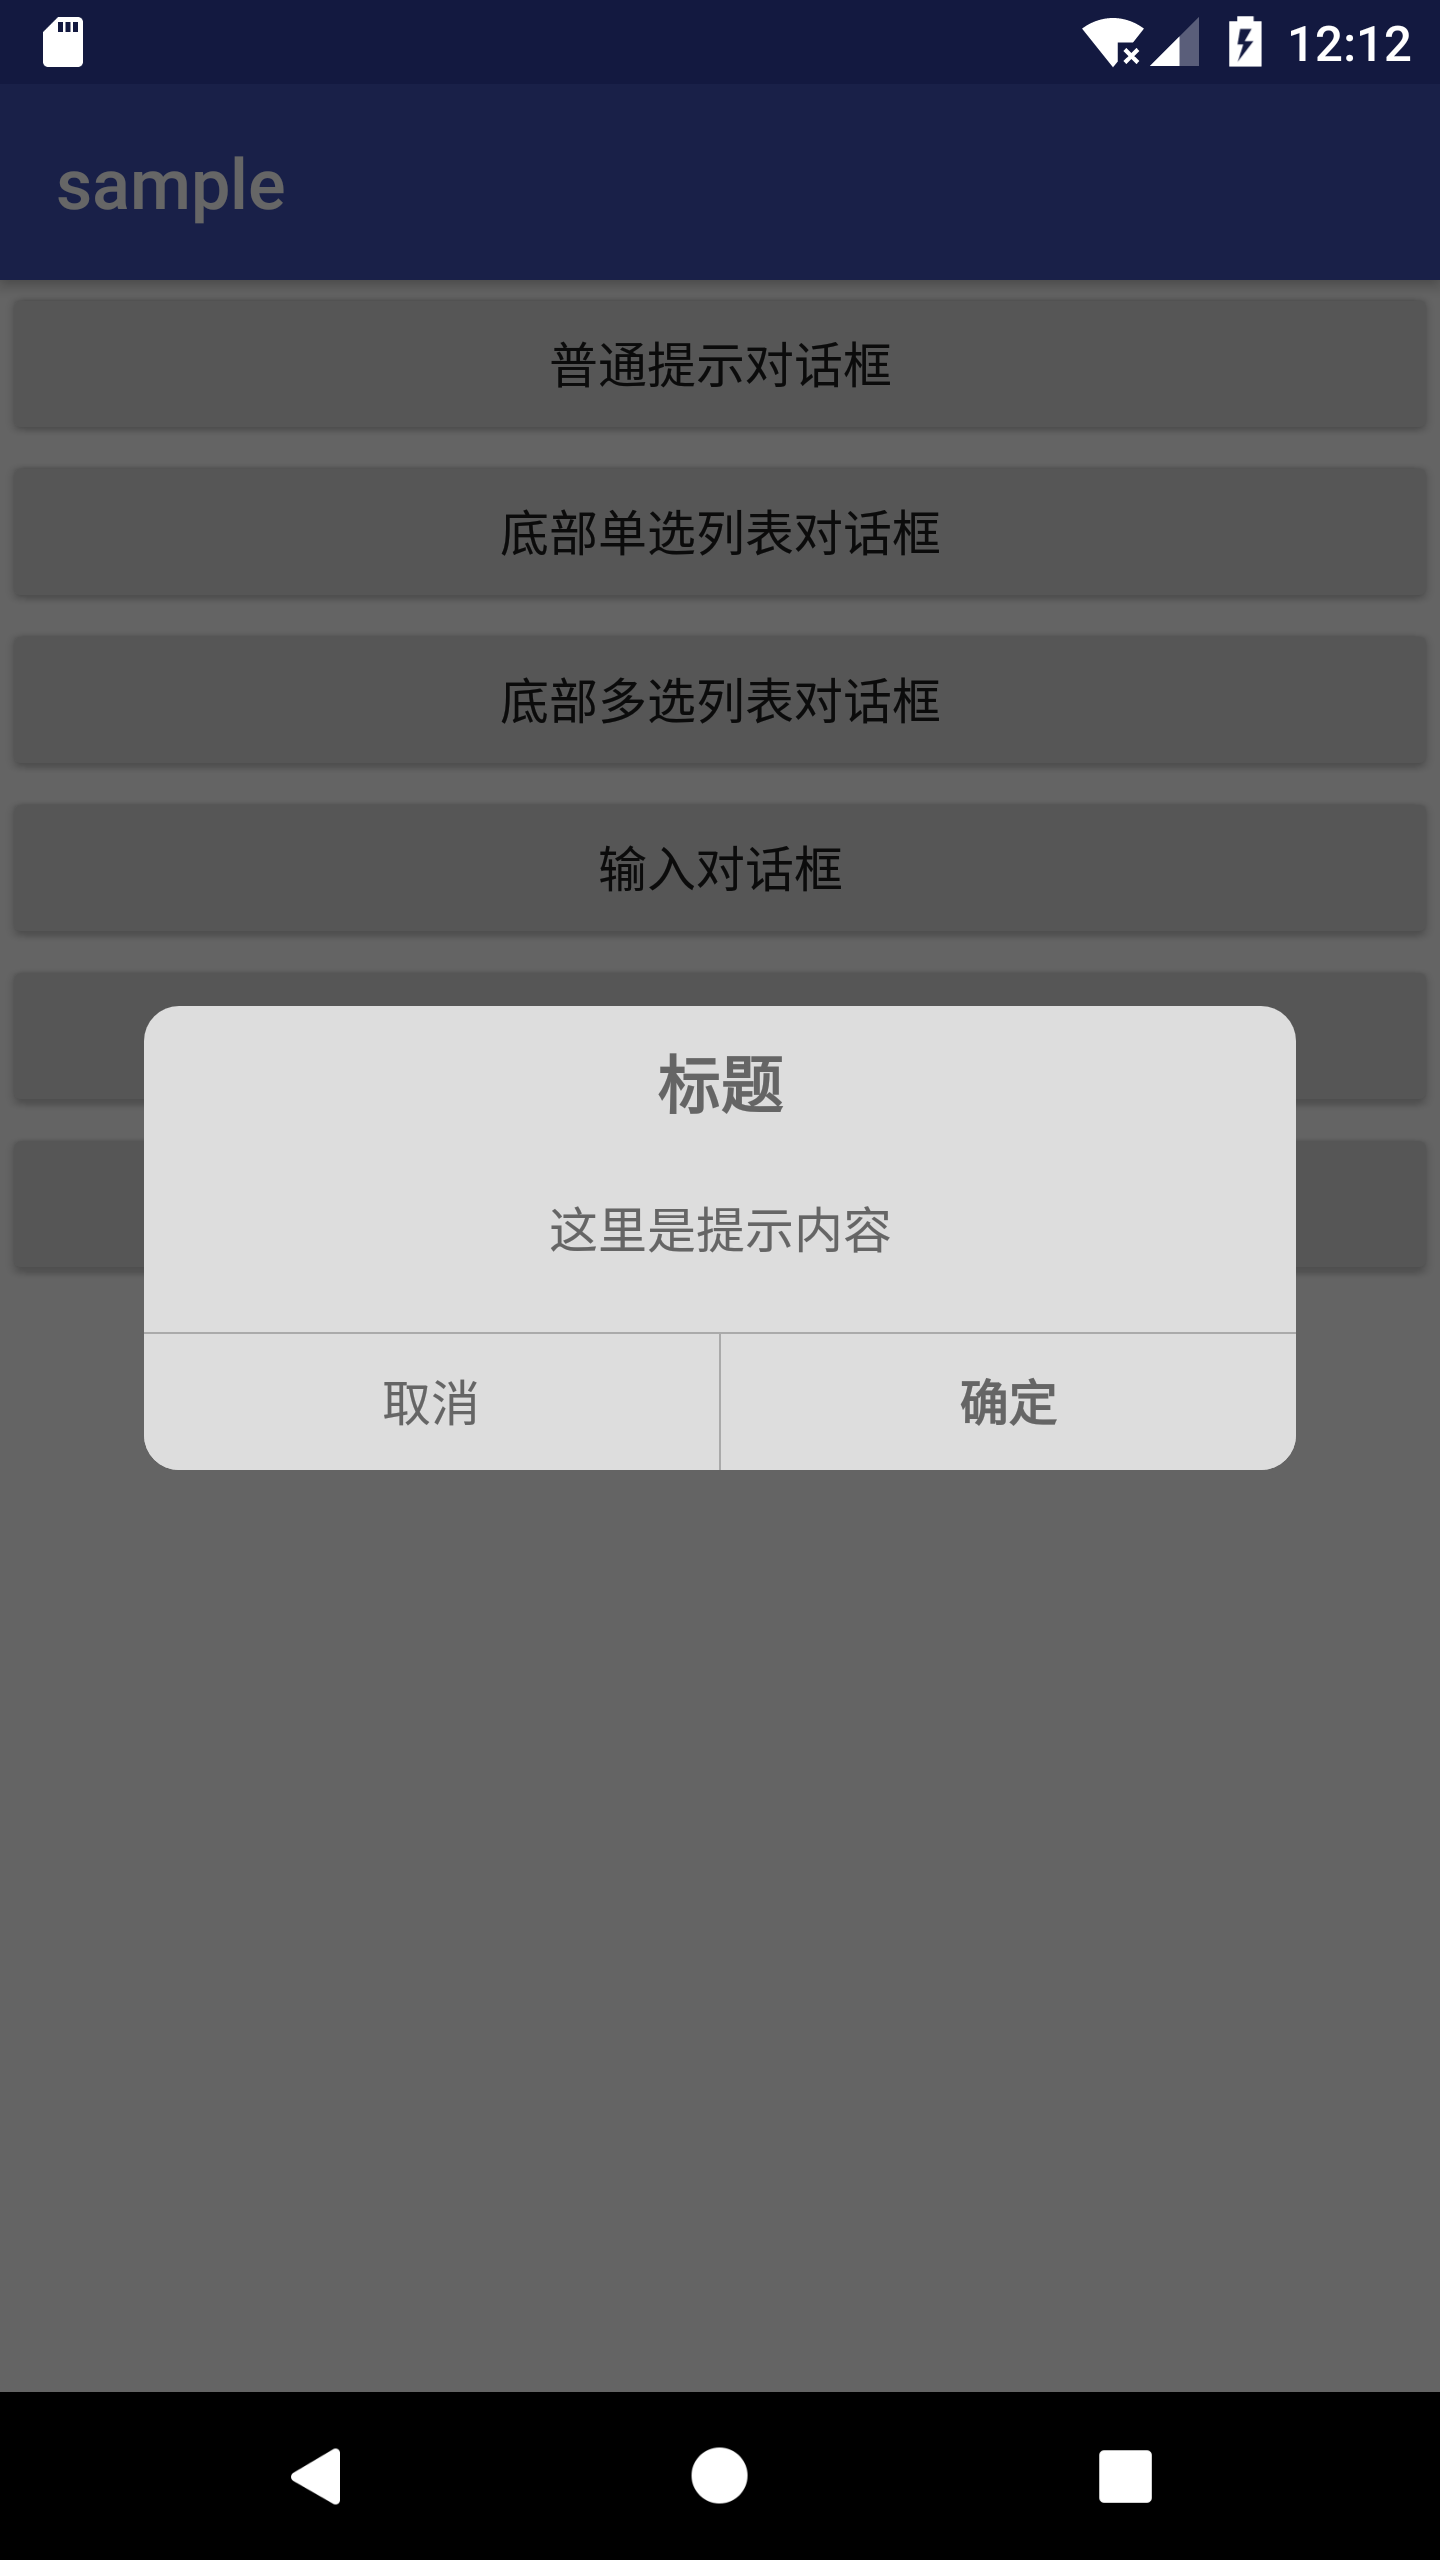 12:12
sample
普通提示对话框
底部单选列表对话框
底部多选列表对话框
输入对话框
标题
这里是提示内容
取消
确定